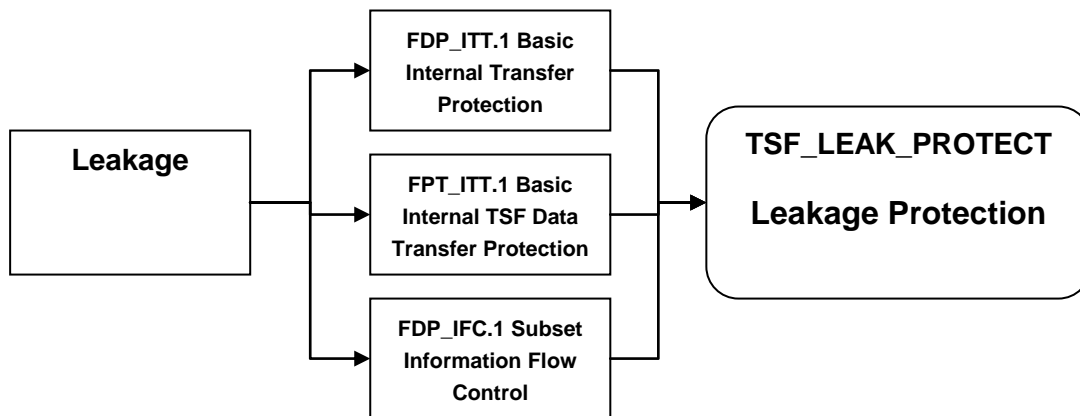 FDP_ITT.1 Basic
Internal Transfer
Protection
Leakage
FPT_ITT.1 Basic
Internal TSF Data
Transfer Protection
FDP_IFC.1 Subset
Information Flow
Control
TSF_LEAK_PROTECT
Leakage Protection